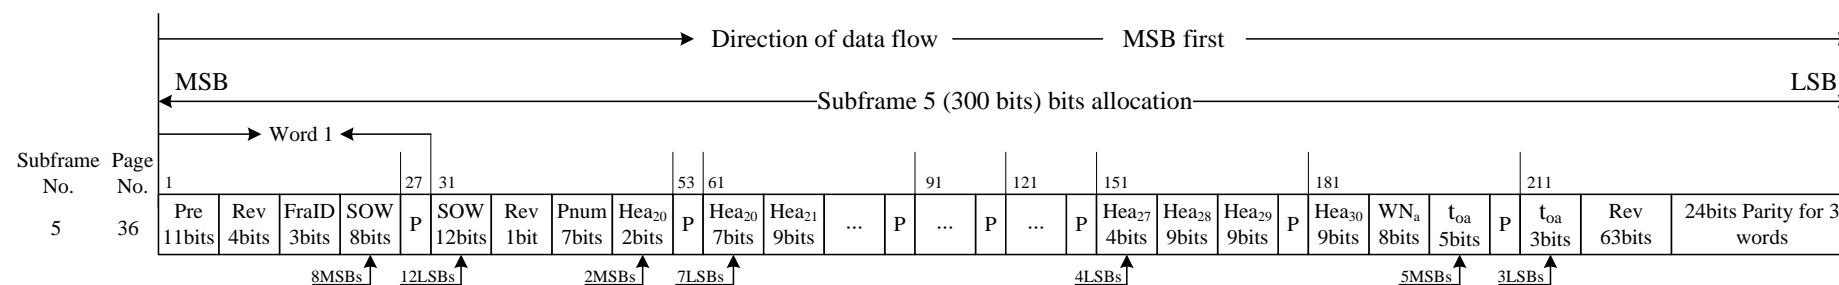 Direction of data flow MSB first
MSB LSB
Subframe 5 (300 bits) bits allocation
Word 1
Subframe Page
No. No.
1 27 31 53 61 91 121 151 181 211
5 36
Pre 11bits
Rev 4bits
FraID 3bits
SOW 8bits
P
SOW 12bits
Rev 1bit
Pnum 7bits
Hea20 2bits
P
Hea20 7bits
Hea21 9bits
...
P
...
P
...
P
Hea27 4bits
Hea28 9bits
Hea29 9bits
P
Hea30 9bits
WNa 8bits
toa 5bits
P
toa 3bits
Rev 63bits
24bits Parity for 3 words
8MSBs 12LSBs 2MSBs 7LSBs 4LSBs 5MSBs 3LSBs